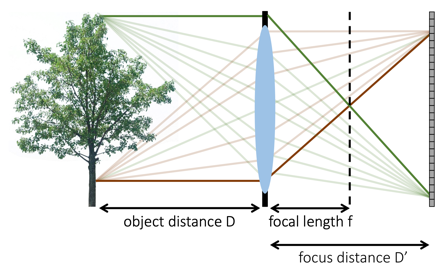 object distance D
focal length f
focus distance D’